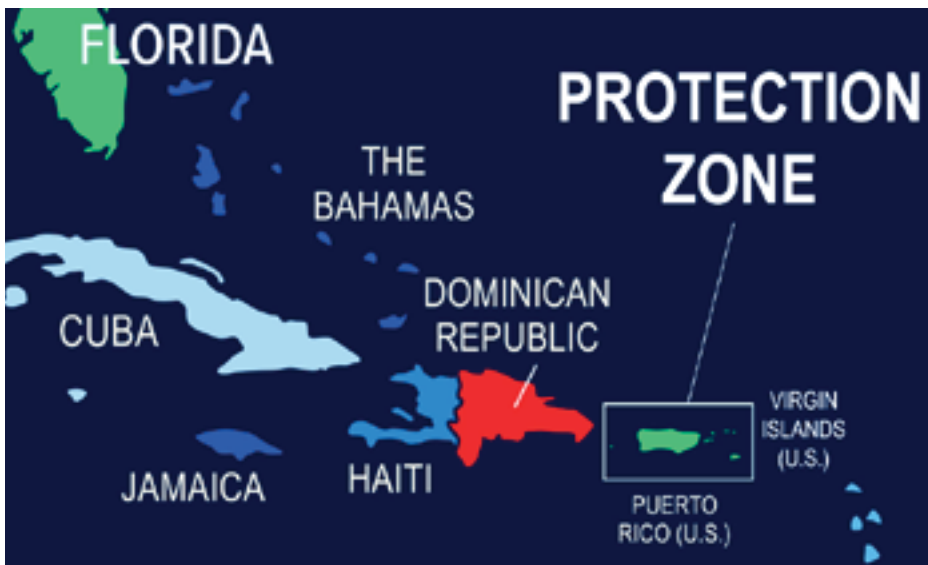 FLORIDA
PROTECTION
ZONE
THE
BAHAMAS
DOMINICAN
REPUBLIC
CUBA
VIRGIN
ISLANDS
(U.S.)
JAMAICA
HAITI
PUERTO
RICO (U.S.)